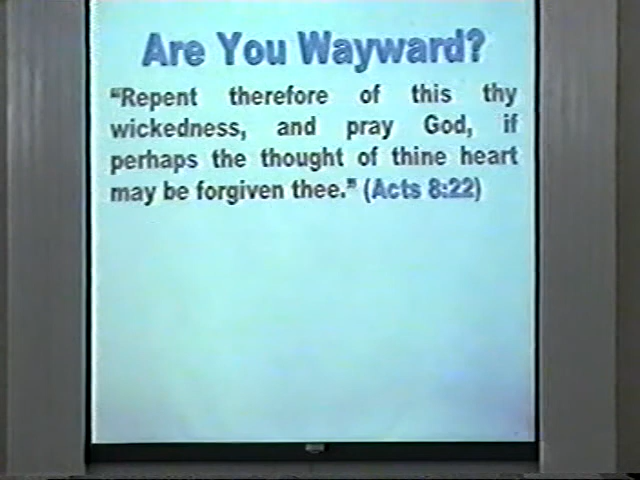 Are You Wayward?
“Repent therefore of this thy
wickedness, and pray God, if
perhaps the thought of thine heart
may be forgiven thee.” (Acts 8:22)